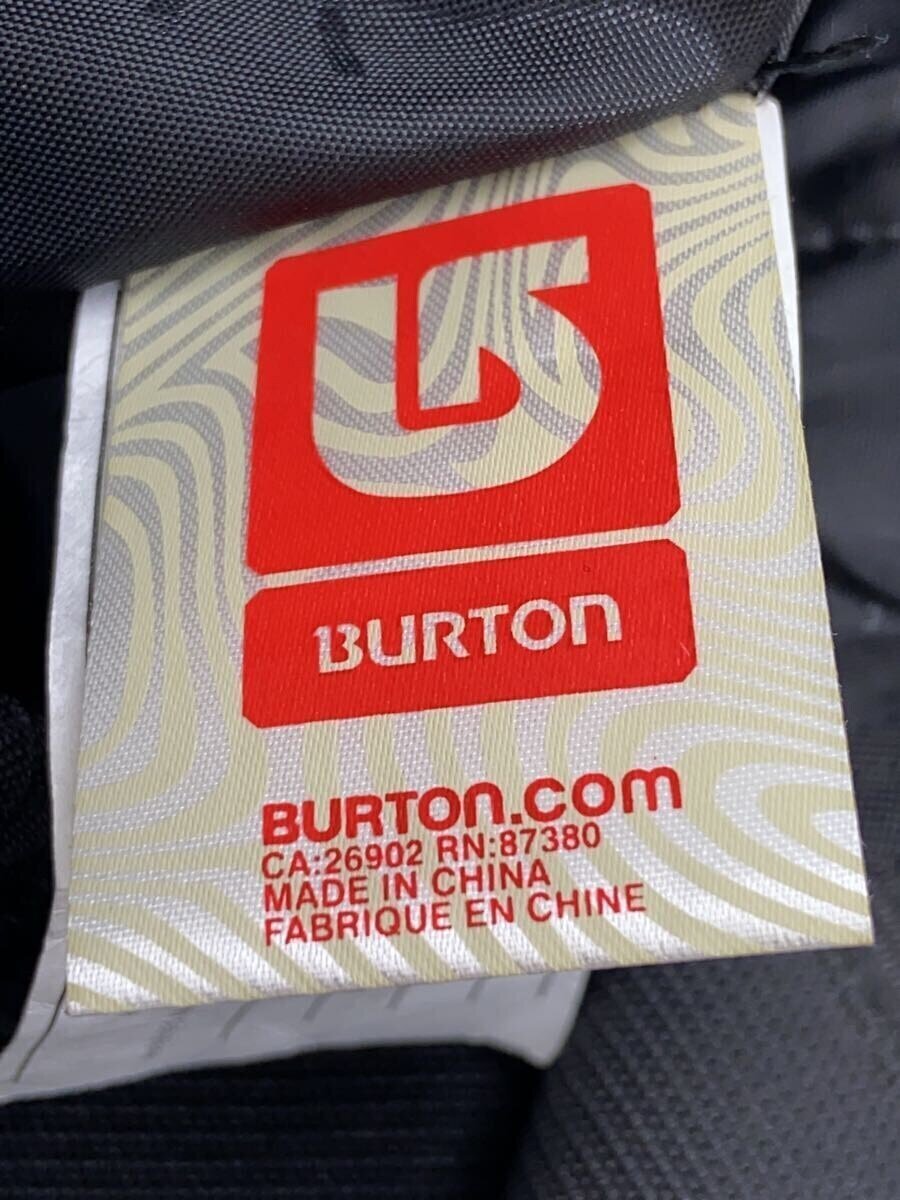 BURTON
BURTON.COM
CA:26902 RN:87380
MADE IN CHINA
FABRIQUE EN CHINE